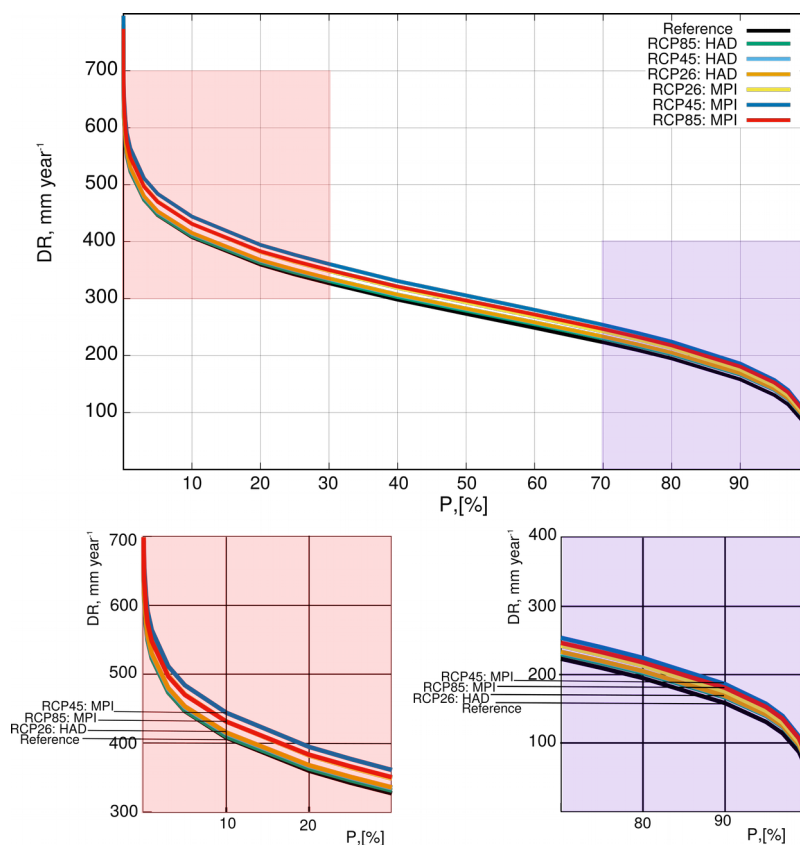 Reference
RCP85: HAD
RCP45: HAD
RCP26: HAD
RCP26: MPI
RCP45: MPI
RCP85: MPI
DR, mm year⁻¹
700
600
500
400
300
200
100
10 20 30 40 50 60 70 80 90
P,[%]
DR, mm year⁻¹
700
600
500
400
300
RCP45: MPI
RCP85: MPI
RCP26: HAD
Reference
10 20
P,[%]
DR, mm year⁻¹
400
300
200
100
RCP45: MPI
RCP85: MPI
RCP26: HAD
Reference
80 90
P,[%]